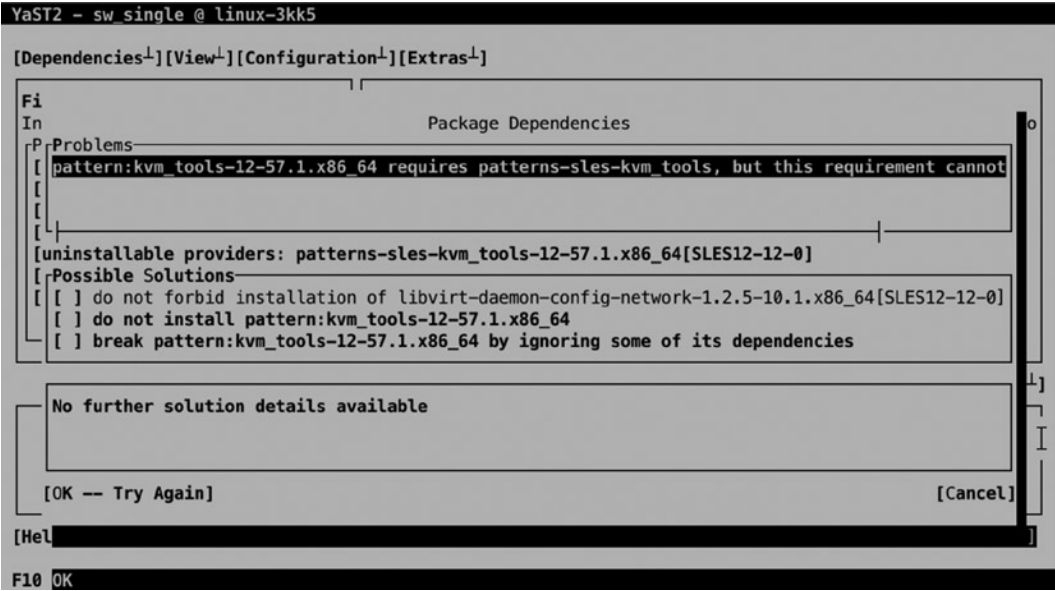 YaST2 - sw_single @ linux-3kk5
[Dependencies┴][View┴][Configuration┴][Extras┴]
Fi
In Package Dependencies o
P Problems
[ pattern:kvm_tools-12-57.1.x86_64 requires patterns-sles-kvm_tools, but this requirement cannot
[
[
[
[uninstallable providers: patterns-sles-kvm_tools-12-57.1.x86_64[SLES12-12-0]
[ Possible Solutions
[ [ ] do not forbid installation of libvirt-daemon-config-network-1.2.5-10.1.x86_64[SLES12-12-0]
[ ] do not install pattern:kvm_tools-12-57.1.x86_64
[ ] break pattern:kvm_tools-12-57.1.x86_64 by ignoring some of its dependencies
┴]
No further solution details available
[OK -- Try Again] [Cancel]
[Hel ]
F10 OK